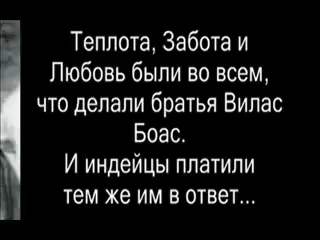 Теплота, Забота и
Любовь были во всем,
что делали братья Вилас
Боас.
И индейцы платили
тем же им в ответ...